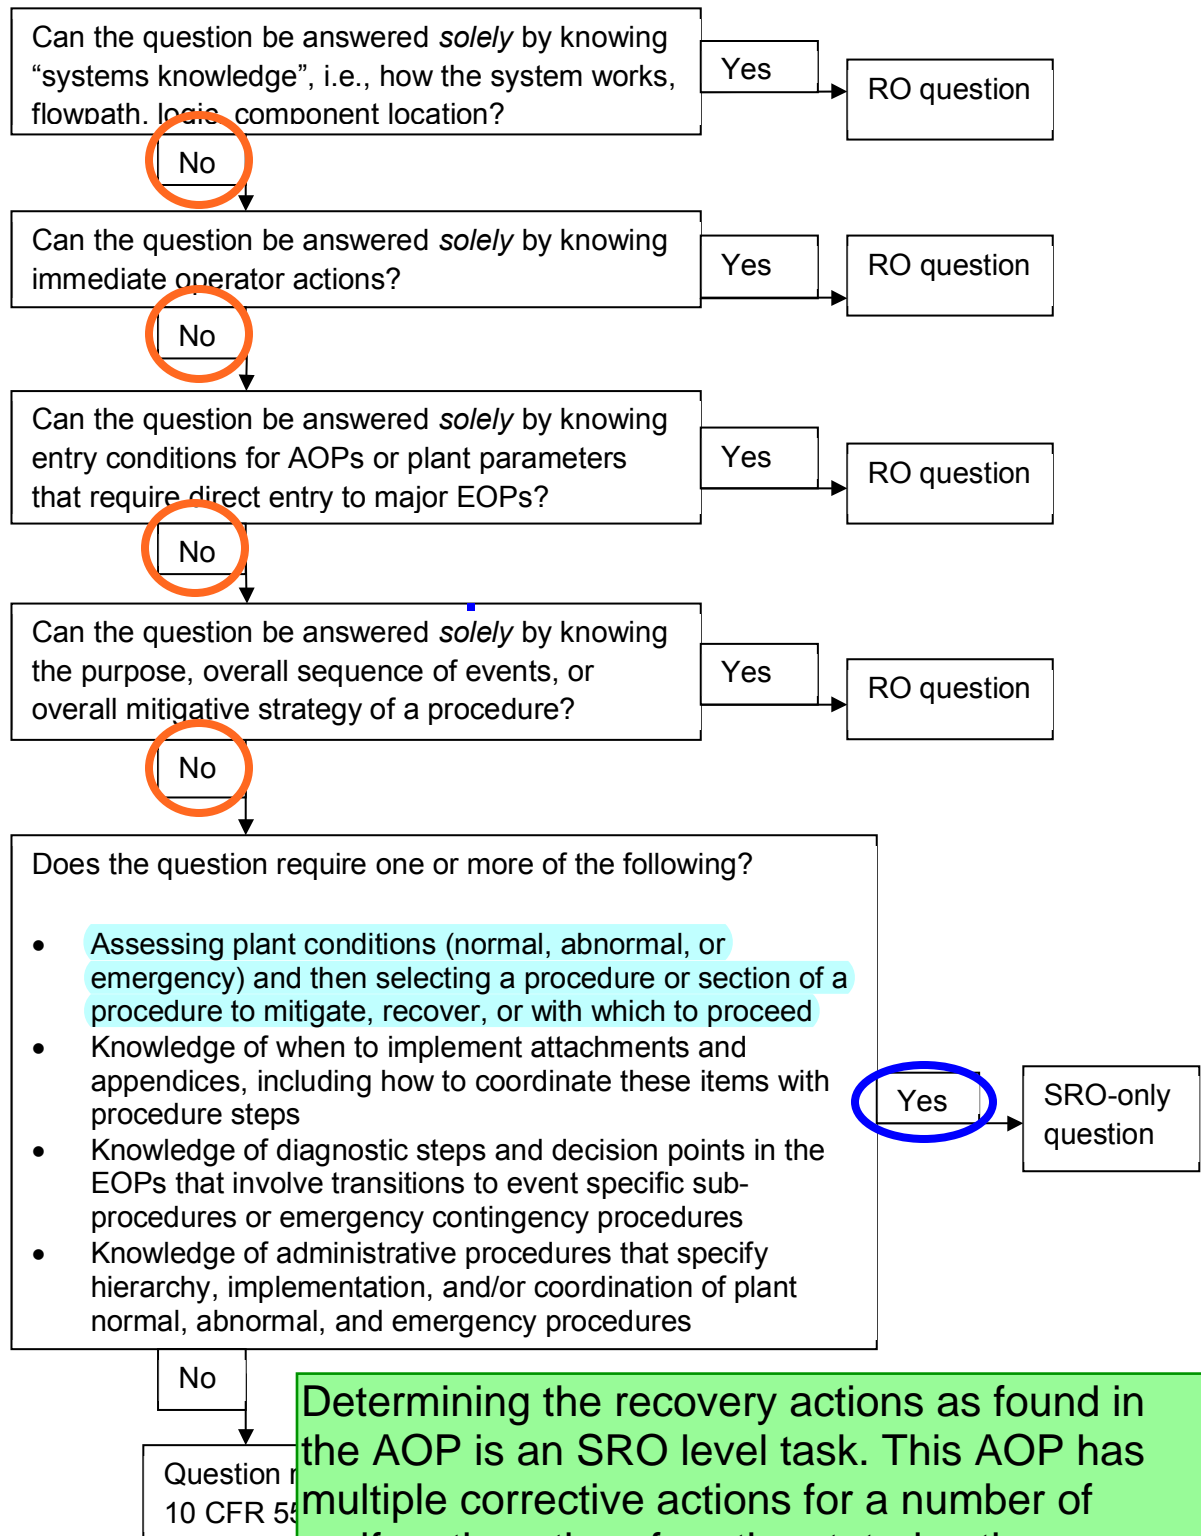 Can the question be answered solely by knowing
“systems knowledge”, i.e., how the system works,
flowpath, logic, component location?
Yes
RO question
No
Can the question be answered solely by knowing
immediate operator actions?
Yes
RO question
No
Can the question be answered solely by knowing
entry conditions for AOPs or plant parameters
that require direct entry to major EOPs?
Yes
RO question
No
Can the question be answered solely by knowing
the purpose, overall sequence of events, or
overall mitigative strategy of a procedure?
Yes
RO question
No
Does the question require one or more of the following?
• Assessing plant conditions (normal, abnormal, or
emergency) and then selecting a procedure or section of a
procedure to mitigate, recover, or with which to proceed
• Knowledge of when to implement attachments and
appendices, including how to coordinate these items with
procedure steps
• Knowledge of diagnostic steps and decision points in the
EOPs that involve transitions to event specific sub-
procedures or emergency contingency procedures
• Knowledge of administrative procedures that specify
hierarchy, implementation, and/or coordination of plant
normal, abnormal, and emergency procedures
Yes
SRO-only
question
No
Question
10 CFR
Determining the recovery actions as found in
the AOP is an SRO level task. This AOP has
multiple corrective actions for a number of